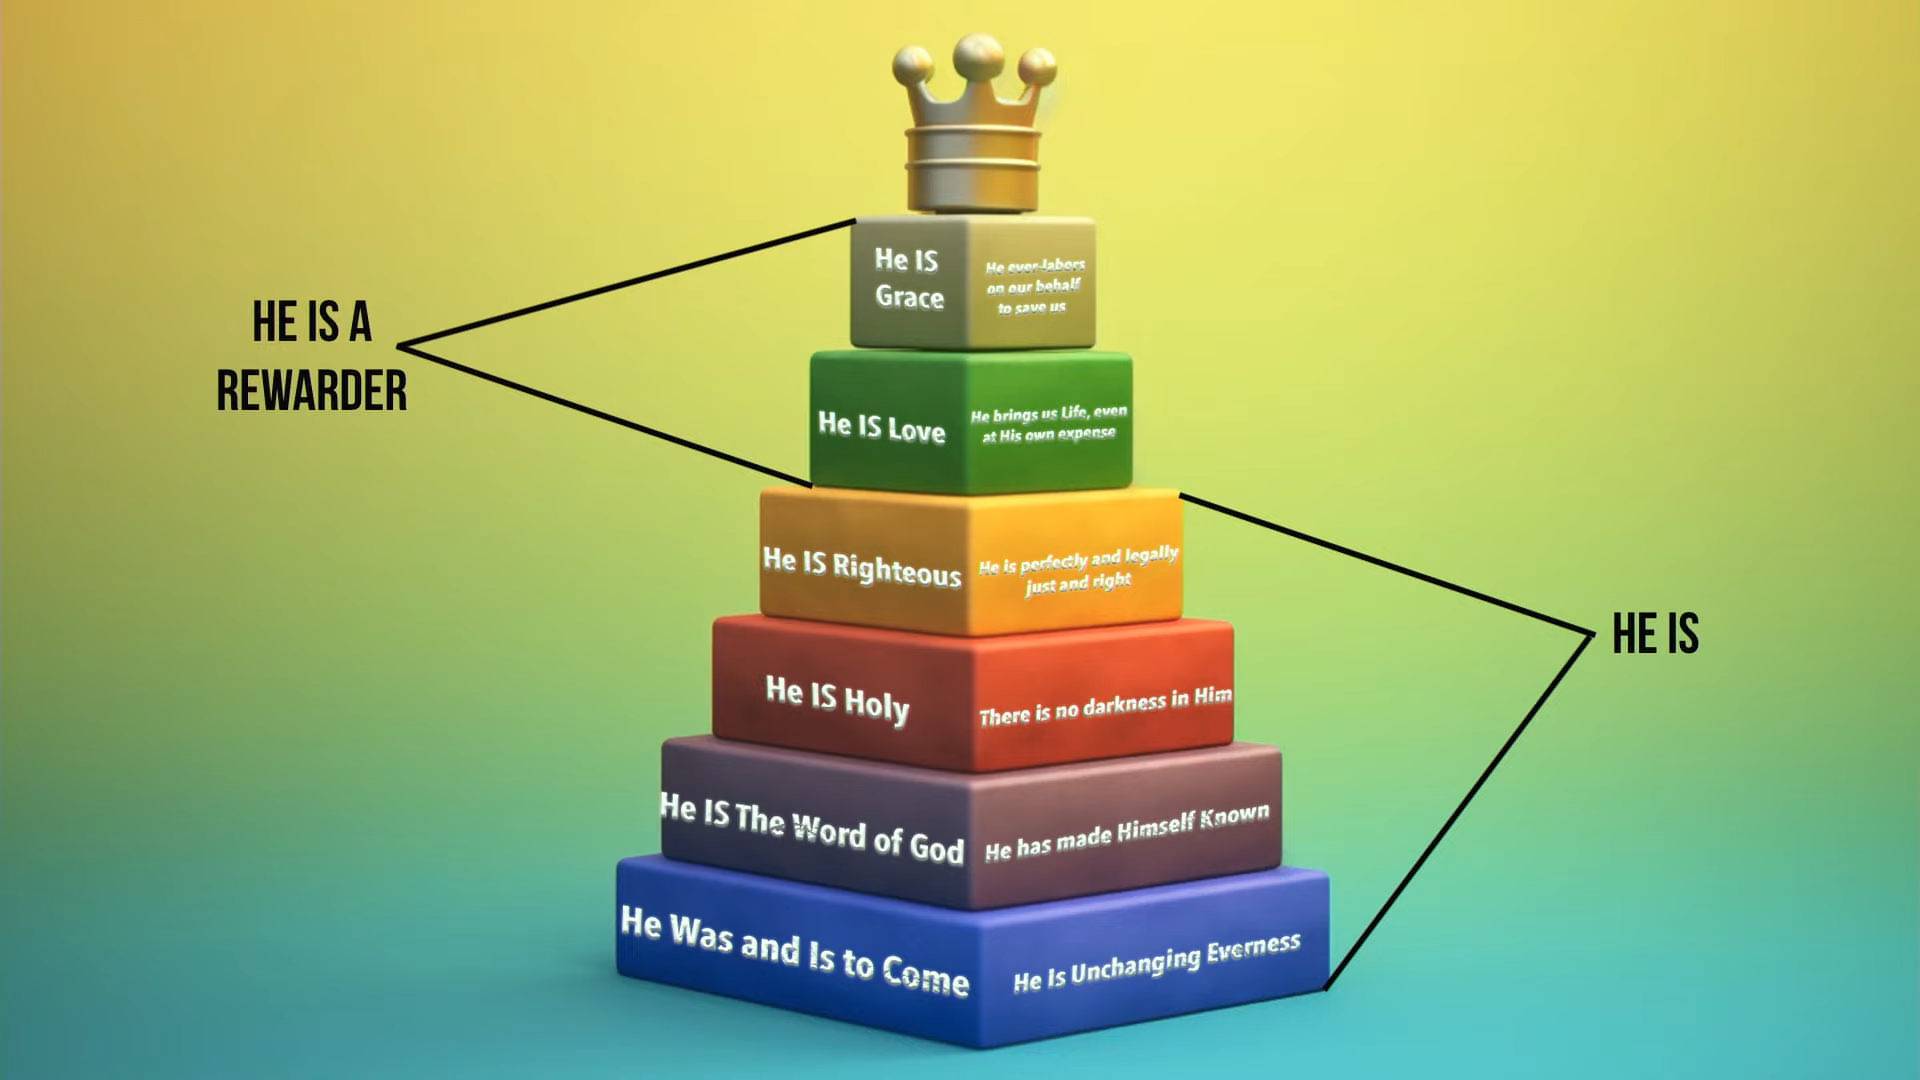 He IS
Grace
He ever-labors
on our behalf
to save us
HE IS A
REWARDER
He IS Love
He brings us Life, even
at His own expense
He IS Righteous
He is perfectly and legally
just and right
HE IS
He IS Holy
There is no darkness in Him
He IS The Word of God
He has made Himself Known
He Was and Is to Come
He Is Unchanging Everness